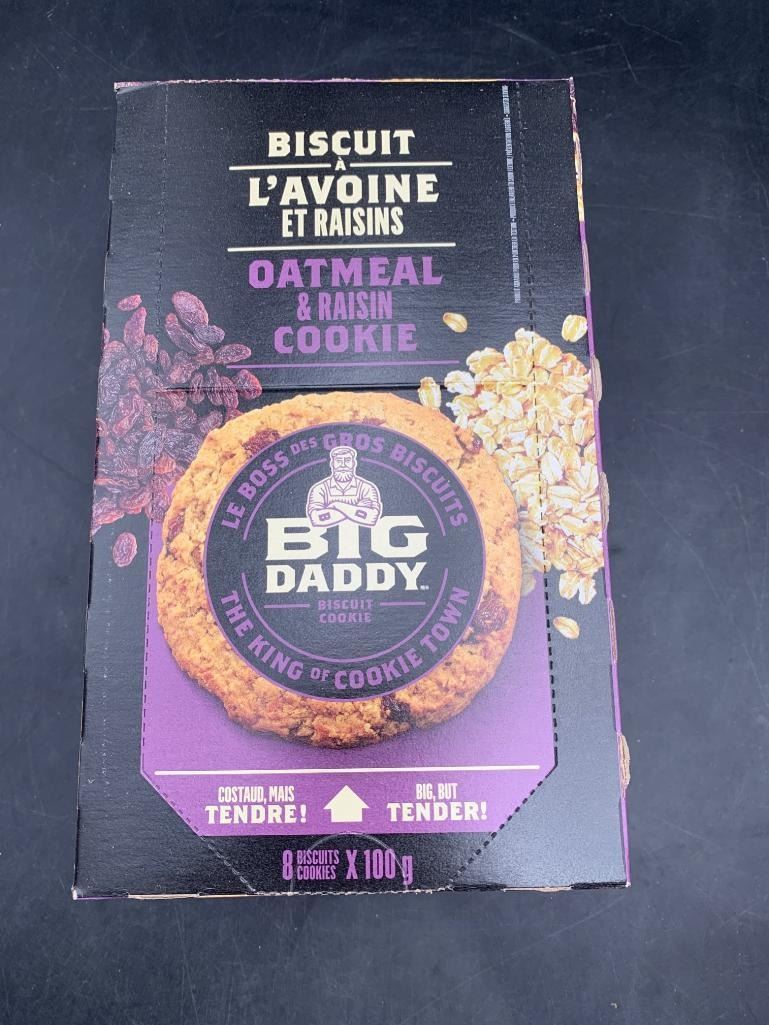 BISCUIT
À
L'AVOINE
ET RAISINS
OATMEAL
& RAISIN
COOKIE
LE BOSS DES GROS BISCUITS
BIG
DADDY
BISCUIT
COOKIE
THE KING OF COOKIE TOWN
COSTAUD, MAIS
TENDRE!
BIG, BUT
TENDER!
8 BISCUITS
COOKIES X 100 g